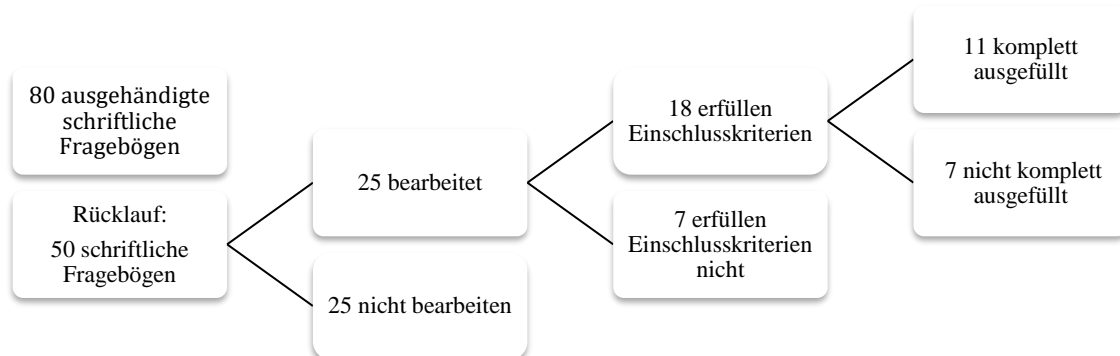 80 ausgehändigte
schriftliche
Fragebögen
Rücklauf:
50 schriftliche
Fragebögen
25 bearbeitet
25 nicht bearbeiten
18 erfüllen
Einschlusskriterien
7 erfüllen
Einschlusskriterien
nicht
11 komplett
ausgefüllt
7 nicht komplett
ausgefüllt